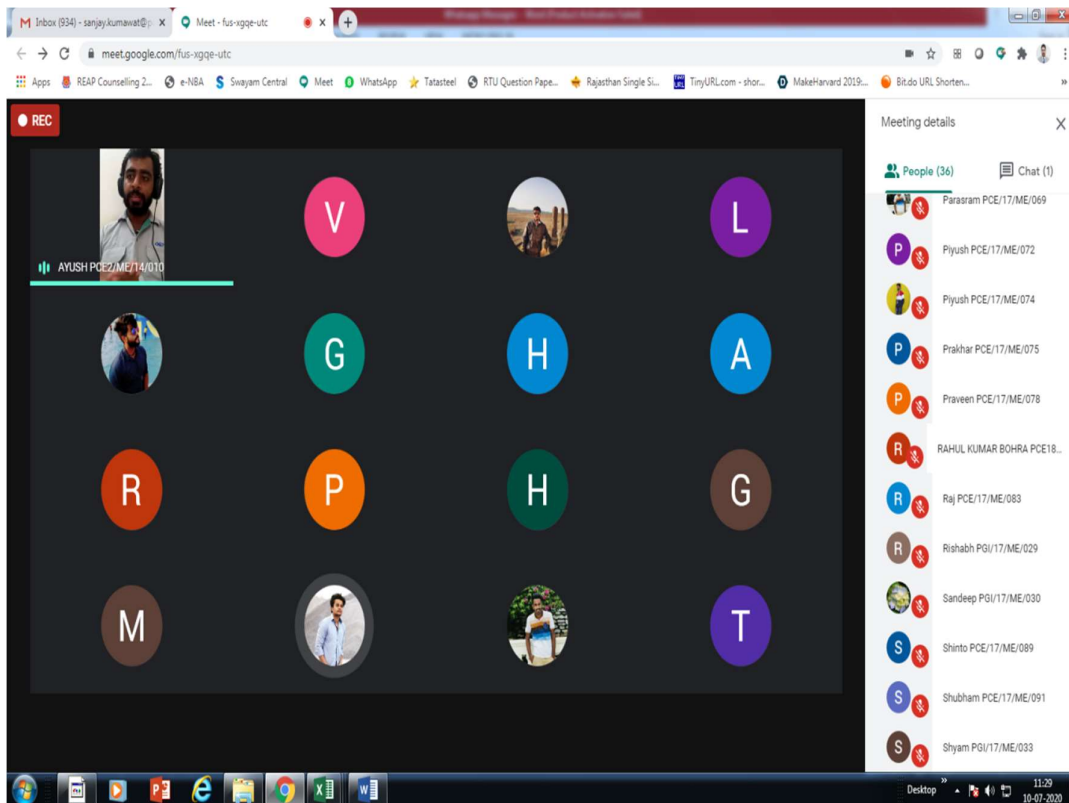 Inbox (934) - sanjay.kumawat@p
Meet - fus-xgqe-utc
meet.google.com/fus-xgqe-utc
Apps REAP Counselling 2... e-NBA Swayam Central Meet WhatsApp Tatasteel RTU Question Pape... Rajasthan Single Si... TinyURL.com - shor... MakeHarvard 2019:... Bit.do URL Shorten... »
REC
AYUSH PCE2/ME/14/010
V
L
G
H
A
R
P
H
G
M
T
Meeting details
People (36) Chat (1)
Parasram PCE/17/ME/069
P Piyush PCE/17/ME/072
Piyush PCE/17/ME/074
P Prakhar PCE/17/ME/075
P Praveen PCE/17/ME/078
R RAHUL KUMAR BOHRA PCE18...
R Raj PCE/17/ME/083
R Rishabh PGI/17/ME/029
Sandeep PGI/17/ME/030
S Shinto PCE/17/ME/089
S Shubham PCE/17/ME/091
S Shyam PGI/17/ME/033
Desktop » 11:29
10-07-2020